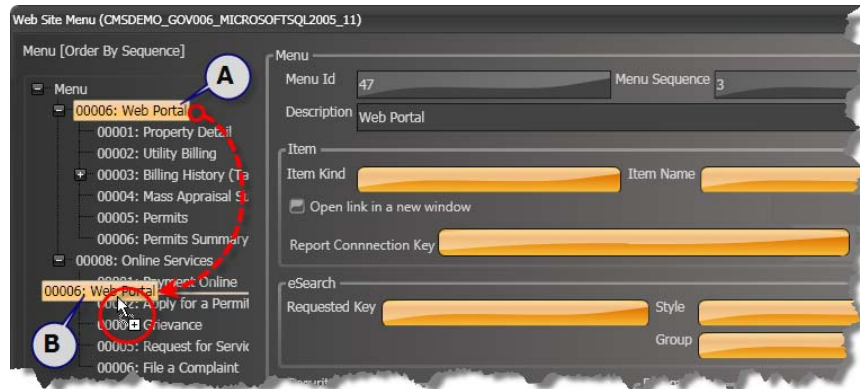 Web Site Menu (CMSDEMO_GOV006_MICROSOFTSQL2005_11)
Menu [Order By Sequence]
A
Menu
00006: Web Portal
00001: Property Detail
00002: Utility Billing
00003: Billing History (Ta
00004: Mass Appraisal Su
00005: Permits
00006: Permits Summary
00008: Online Services
00001: Payment Online
00006: Web Portal
Apply for a Permit
Grievance
B
00005: Request for Servic
00006: File a Complaint
Menu
Menu Id 47 Menu Sequence 3
Description Web Portal
Item
Item Kind Item Name
Open link in a new window
Report Connnection Key
eSearch
Requested Key Style
Group